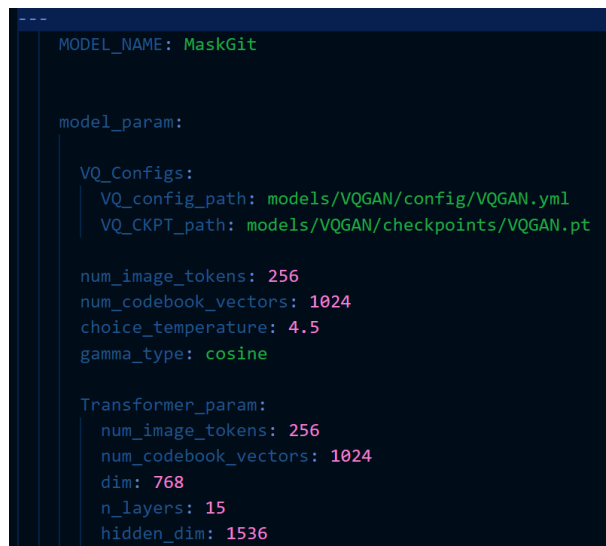 ---
MODEL_NAME: MaskGit
model_param:
VQ_Configs:
VQ_config_path: models/VQGAN/config/VQGAN.yml
VQ_CKPT_path: models/VQGAN/checkpoints/VQGAN.pt
num_image_tokens: 256
num_codebook_vectors: 1024
choice_temperature: 4.5
gamma_type: cosine
Transformer_param:
num_image_tokens: 256
num_codebook_vectors: 1024
dim: 768
n_layers: 15
hidden_dim: 1536